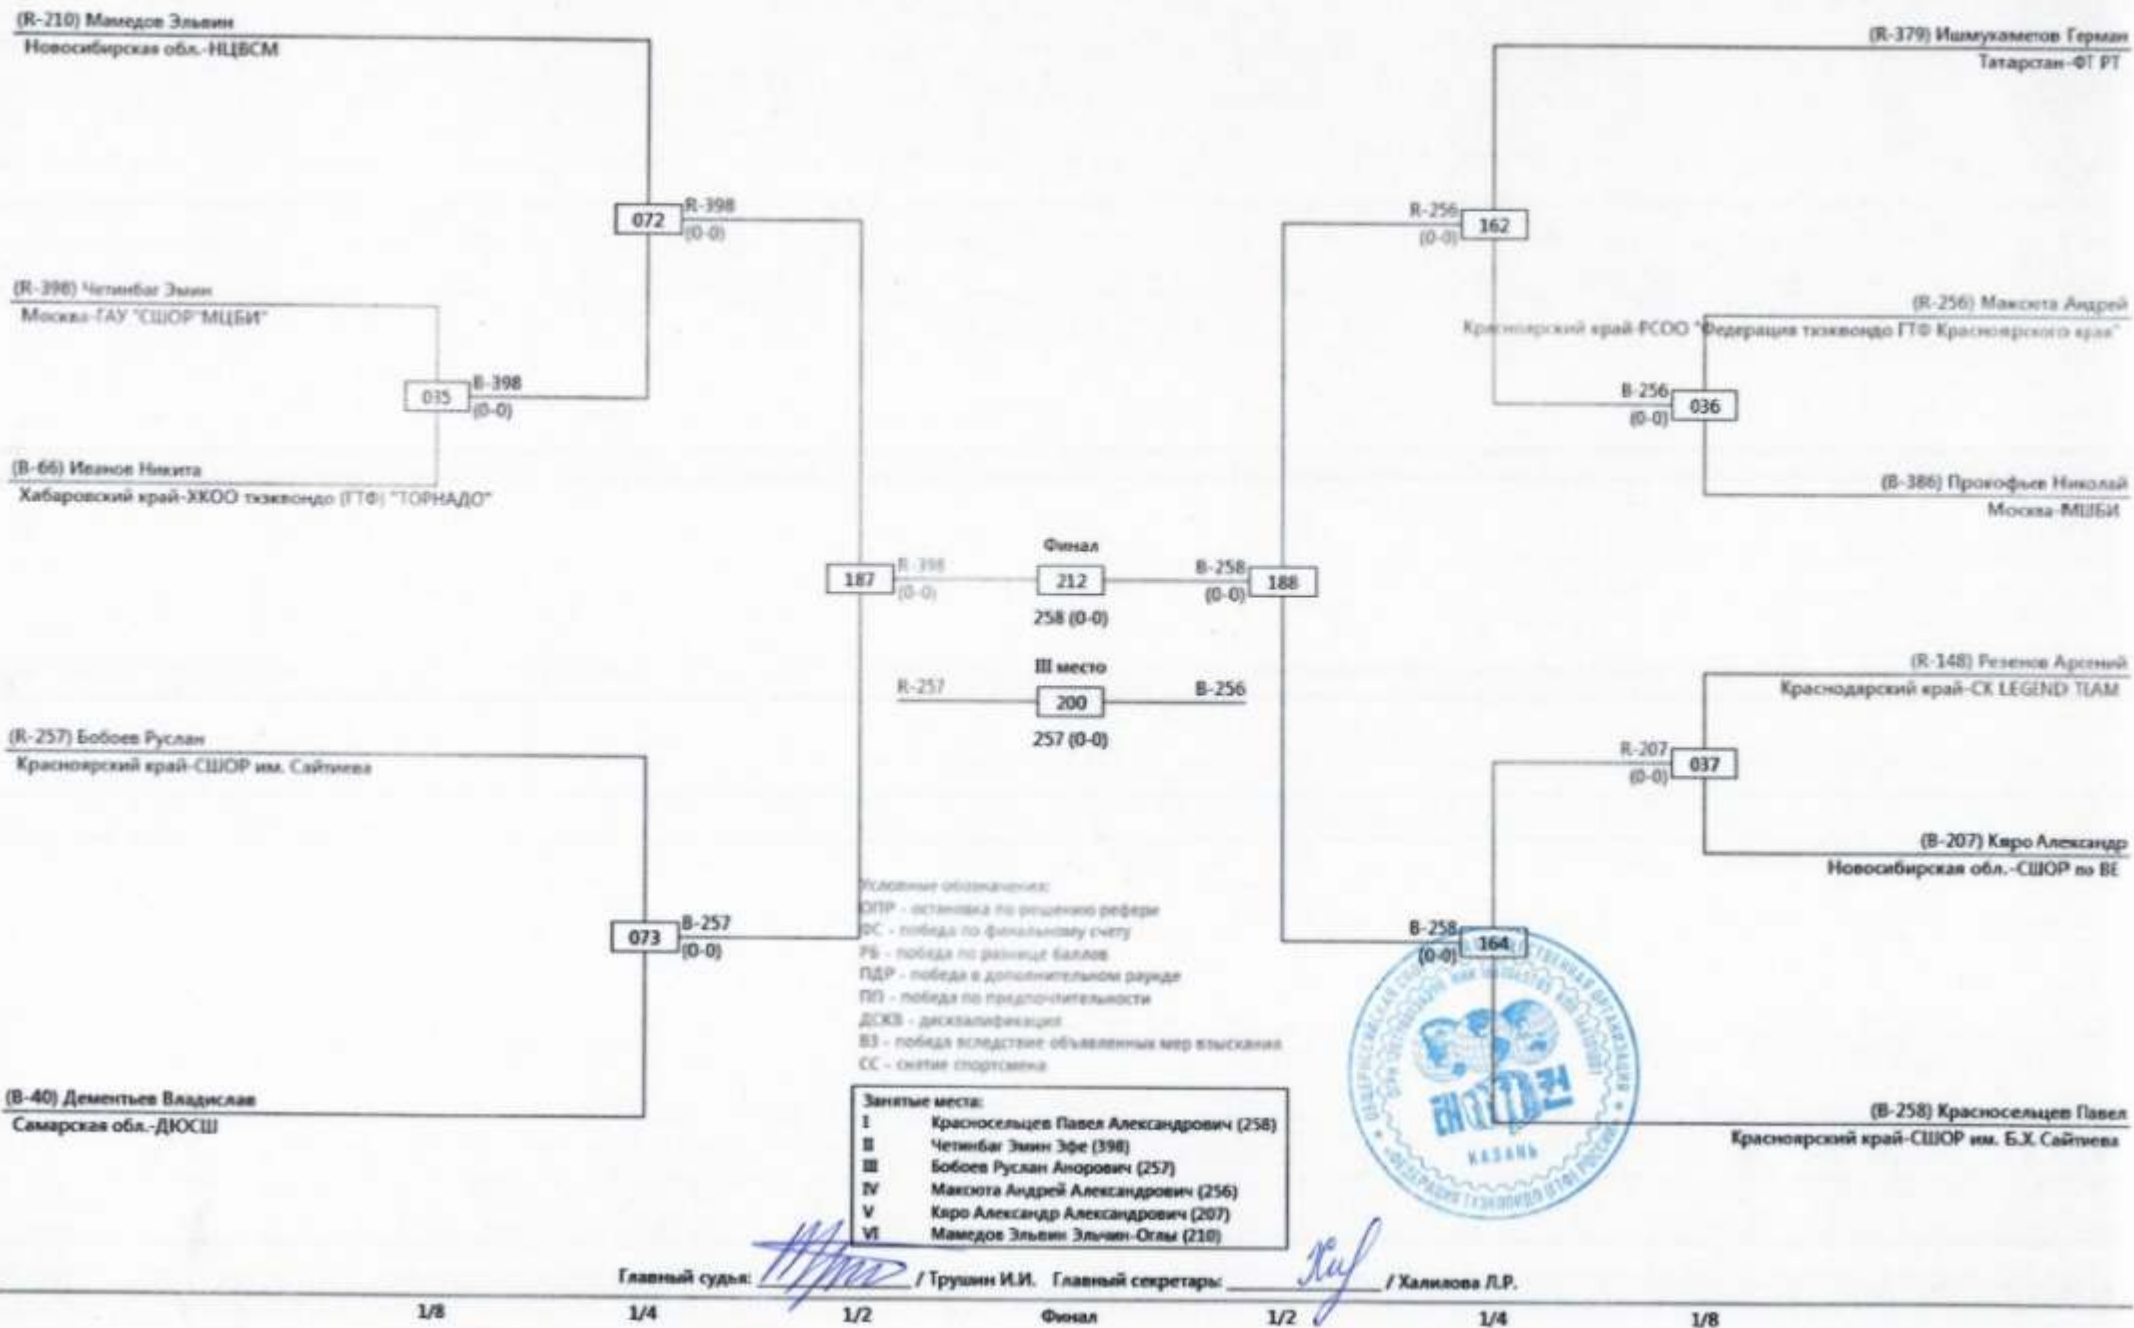 (R-210) Мамедов Эльвин
Новосибирская обл.-НЦВСМ
072
R-398
(0-0)
(R-398) Четинбаг Эмин
Москва-ГАУ "СШОР"МЦБИ"
035
B-398
(0-0)
(B-66) Иванов Никита
Хабаровский край-ХКОО тхэквондо (ГТФ) "ТОРНАДО"
187
R-398
(0-0)
(R-257) Бобоев Руслан
Красноярский край-СШОР им. Сайтиева
073
B-257
(0-0)
(B-40) Дементьев Владислав
Самарская обл.-ДЮСШ
Финал
212
258 (0-0)
III место
R-257
200
B-256
257 (0-0)
B-258
(0-0)
188
(R-379) Ишмухаметов Герман
Татарстан-ФТ РТ
R-256
(0-0)
162
(R-256) Максюта Андрей
Красноярский край-РСОО "Федерация тхэквондо ГТФ Красноярского края"
B-256
(0-0)
036
(B-386) Прокофьев Николай
Москва-МЦБИ
(R-148) Резенов Арсений
Краснодарский край-СК LEGEND TEAM
R-207
(0-0)
037
(B-207) Кяро Александр
Новосибирская обл.-СШОР по ВЕ
B-258
(0-0)
164
(B-258) Красносельцев Павел
Красноярский край-СШОР им. Б.Х. Сайтиева
КАЗАНЬ
Условные обозначения:
ОПР - остановка по решению рефери
ФС - победа по финальному счету
РБ - победа по разнице баллов
ПДР - победа в дополнительном раунде
ПП - победа по предпочтительности
ДСКВ - дисквалификация
ВЗ - победа вследствие объявленных мер взыскания
СС - снятие спортсмена
Занятые места:
I Красносельцев Павел Александрович (258)
II Четинбаг Эмин Эфе (398)
III Бобоев Руслан Анорович (257)
IV Максюта Андрей Александрович (256)
V Кяро Александр Александрович (207)
VI Мамедов Эльвин Эльчин-Оглы (210)
Главный судья: / Трушин И.И. Главный секретарь: / Халилова Л.Р.
1/8 1/4 1/2 Финал 1/2 1/4 1/8